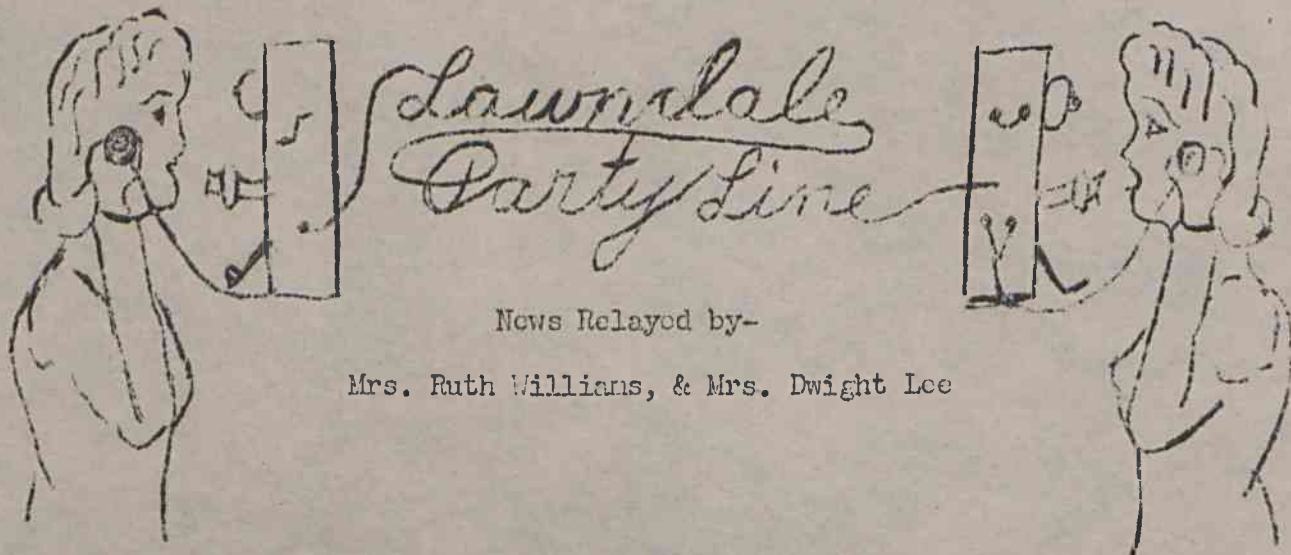 Lawndale
Party Line
News Relayed by-
Mrs. Ruth Williams, & Mrs. Dwight Lee